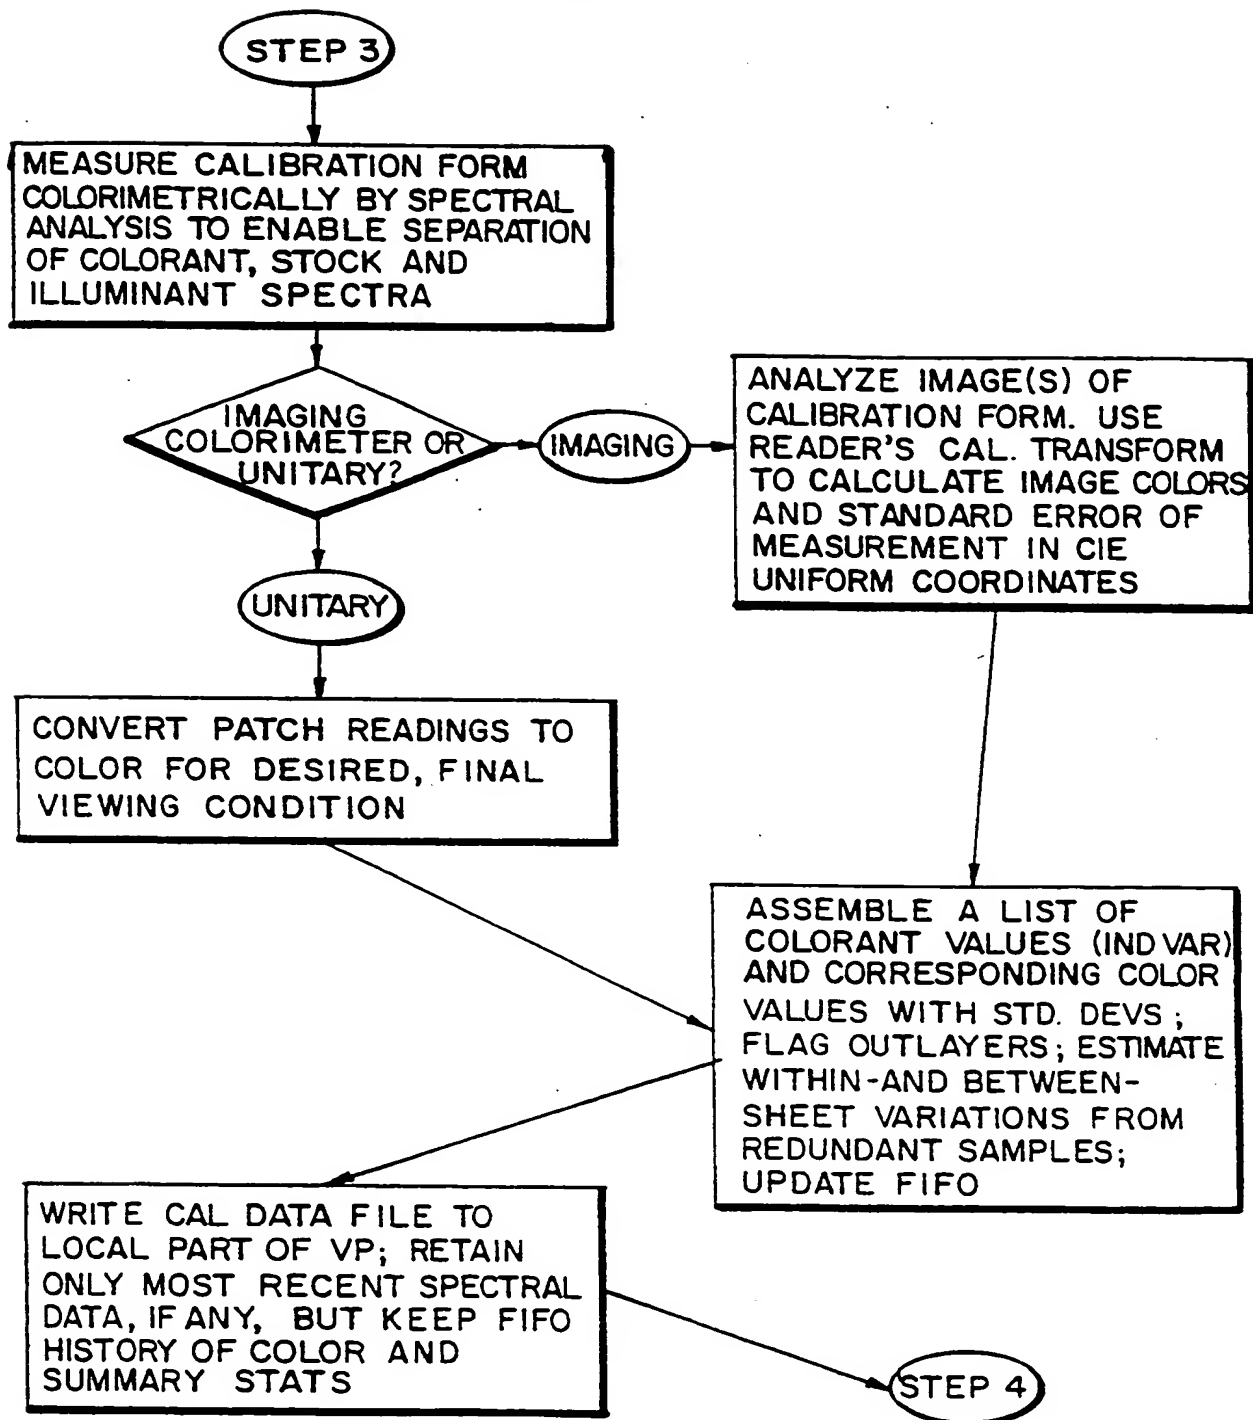 STEP 3
MEASURE CALIBRATION FORM
COLORIMETRICALLY BY SPECTRAL
ANALYSIS TO ENABLE SEPARATION
OF COLORANT, STOCK AND
ILLUMINANT SPECTRA
IMAGING
COLORIMETER OR
UNITARY?
IMAGING
ANALYZE IMAGE(S) OF
CALIBRATION FORM. USE
READER'S CAL. TRANSFORM
TO CALCULATE IMAGE COLORS
AND STANDARD ERROR OF
MEASUREMENT IN CIE
UNIFORM COORDINATES
UNITARY
CONVERT PATCH READINGS TO
COLOR FOR DESIRED, FINAL
VIEWING CONDITION
ASSEMBLE A LIST OF
COLORANT VALUES (IND VAR)
AND CORRESPONDING COLOR
VALUES WITH STD. DEVS;
FLAG OUTLAYERS; ESTIMATE
WITHIN-AND BETWEEN-
SHEET VARIATIONS FROM
REDUNDANT SAMPLES;
UPDATE FIFO
WRITE CAL DATA FILE TO
LOCAL PART OF VP; RETAIN
ONLY MOST RECENT SPECTRAL
DATA, IF ANY, BUT KEEP FIFO
HISTORY OF COLOR AND
SUMMARY STATS
STEP 4